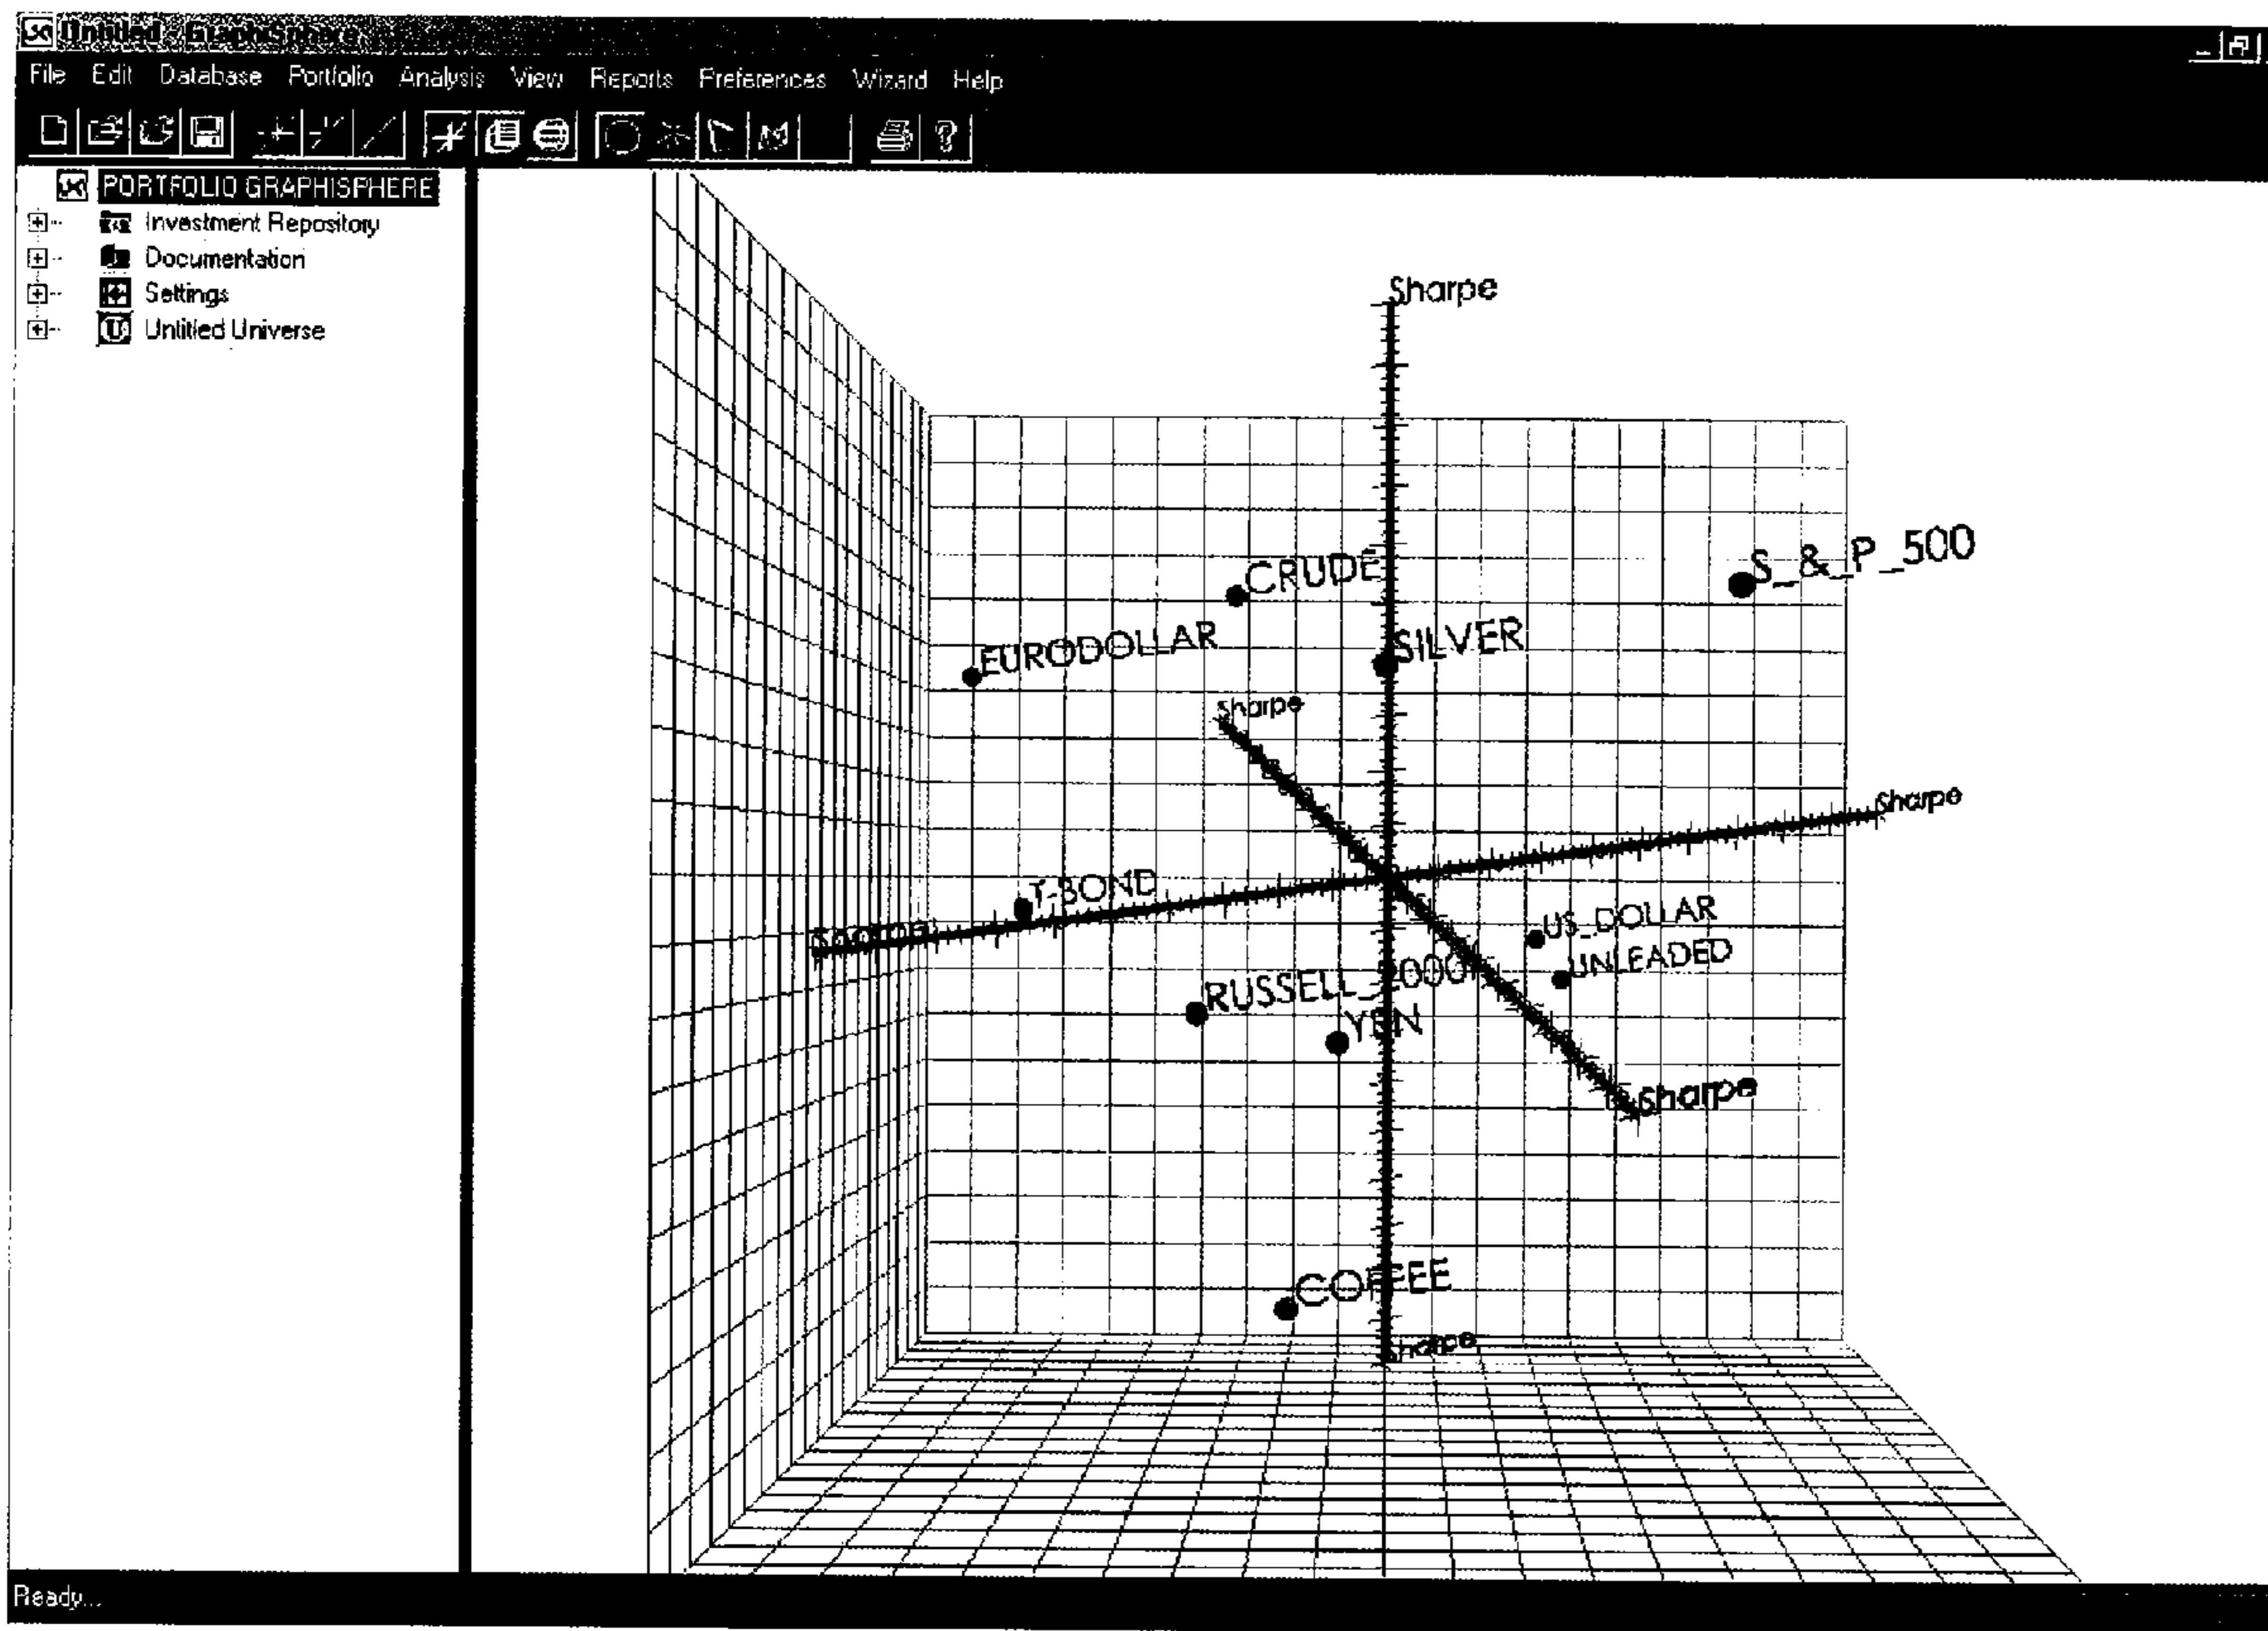 Untitled - GraphiSphere
File Edit Database Portfolio Analysis View Reports Preferences Wizard Help
PORTFOLIO GRAPHISPHERE
Investment Repository
Documentation
Settings
Untitled Universe
Sharpe
S_&_P_500
CRUDE
SILVER
EURODOLLAR
Sharpe
Sharpe
T-BOND
US_DOLLAR
UNLEADED
RUSSELL_2000
YEN
Sharpe
COFFEE
Sharpe
Ready...